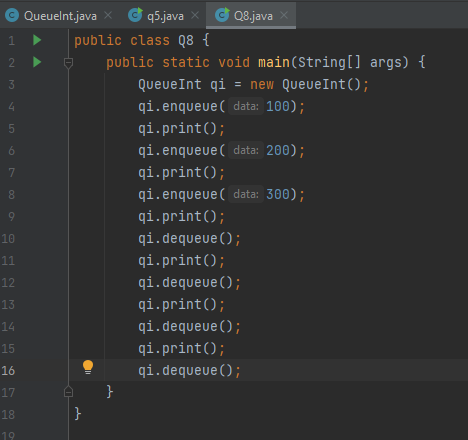 QueueInt.java × q5.java × Q8.java ×
1 public class Q8 {
2 public static void main(String[] args) {
3 QueueInt qi = new QueueInt();
4 qi.enqueue( data: 100);
5 qi.print();
6 qi.enqueue( data: 200);
7 qi.print();
8 qi.enqueue( data: 300);
9 qi.print();
10 qi.dequeue();
11 qi.print();
12 qi.dequeue();
13 qi.print();
14 qi.dequeue();
15 qi.print();
16 qi.dequeue();
17 }
18 }
19